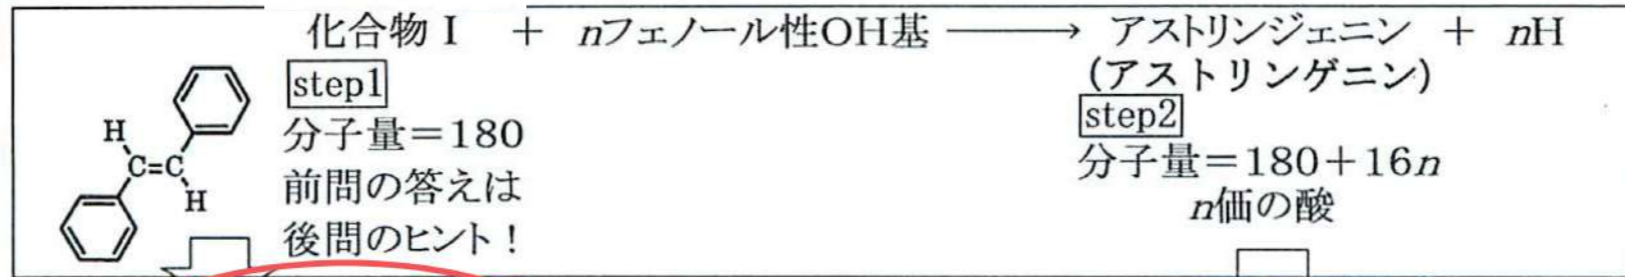 化合物 I + nフェノール性OH基 ⟶ アストリンジェニン + nH
(アストリンゲニン)
step1
分子量=180
前問の答えは
後問のヒント!
H
C=C
H
step2
分子量=180+16n
n価の酸